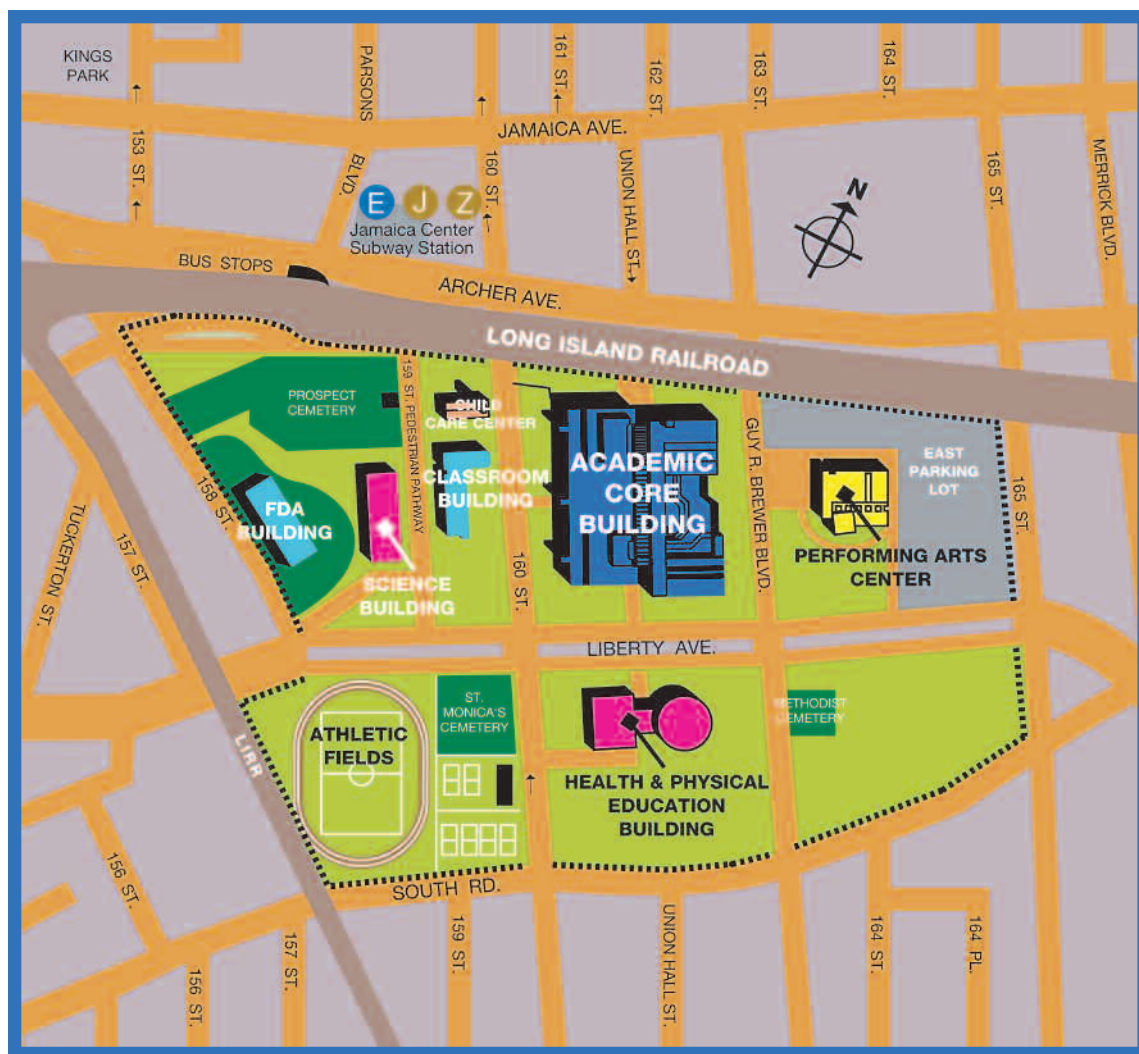 KINGS
PARK
153 ST.
PARSONS
BLVD.
160 ST.
161 ST.
162 ST.
163 ST.
164 ST.
165 ST.
MERRICK BLVD.
JAMAICA AVE.
UNION HALL ST.
N
E J Z
Jamaica Center
Subway Station
BUS STOPS
ARCHER AVE.
LONG ISLAND RAILROAD
PROSPECT
CEMETERY
159 ST. PEDESTRIAN PATHWAY
CHILD
CARE CENTER
CLASSROOM
BUILDING
ACADEMIC
CORE
BUILDING
GUY R. BREWER BLVD.
EAST
PARKING
LOT
165 ST.
PERFORMING ARTS
CENTER
FDA
BUILDING
SCIENCE
BUILDING
158 ST.
157 ST.
TUCKERTON ST.
160 ST.
LIBERTY AVE.
ST.
MONICA'S
CEMETERY
METHODIST
CEMETERY
ATHLETIC
FIELDS
LIRR
HEALTH & PHYSICAL
EDUCATION
BUILDING
SOUTH RD.
156 ST.
156 ST.
157 ST.
159 ST.
UNION HALL ST.
164 ST.
164 PL.